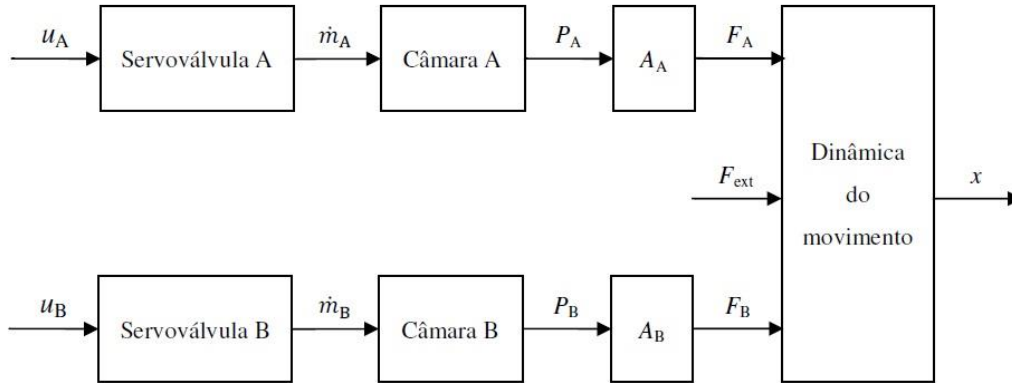 u_A
Servoválvula A
ṁ_A
Câmara A
P_A
A_A
F_A
F_ext
Dinâmica
do
movimento
x
u_B
Servoválvula B
ṁ_B
Câmara B
P_B
A_B
F_B